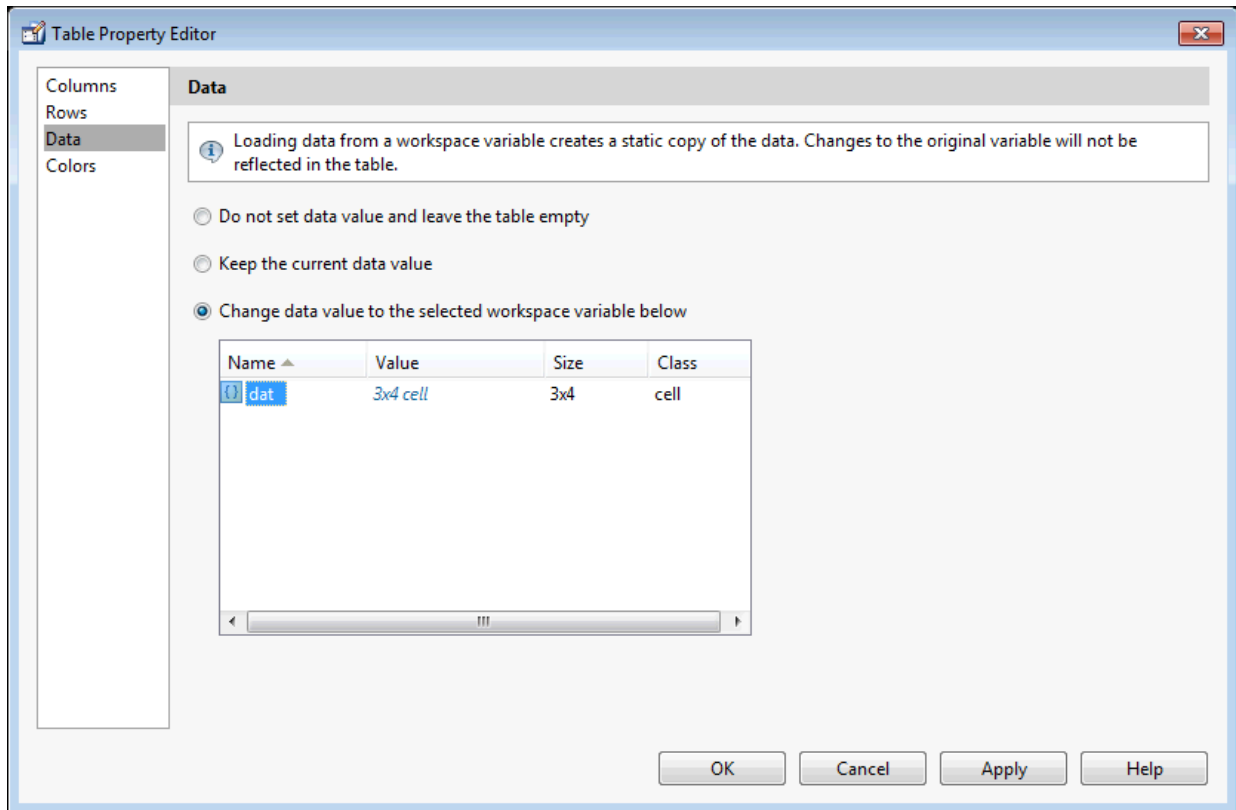 Table Property Editor
Columns
Rows
Data
Colors
Data
Loading data from a workspace variable creates a static copy of the data. Changes to the original variable will not be
reflected in the table.
Do not set data value and leave the table empty
Keep the current data value
Change data value to the selected workspace variable below
Name Value Size Class
{} dat 3x4 cell 3x4 cell
OK Cancel Apply Help